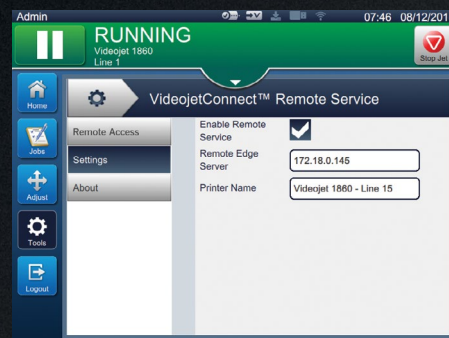 Admin
07:46 08/12/201
RUNNING
Videojet 1860
Line 1
Stop Jet
Home
VideojetConnect™ Remote Service
Jobs
Remote Access
Enable Remote
Service
Settings
Remote Edge
Server
172.18.0.145
About
Printer Name
Videojet 1860 - Line 15
Adjust
Tools
Logout